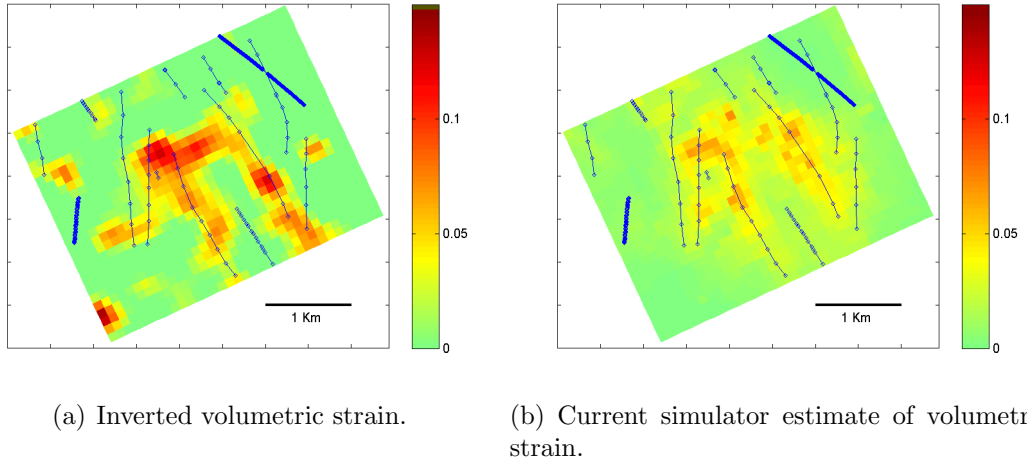 0.1
0.05
0
1 Km
0.1
0.05
0
1 Km
(a) Inverted volumetric strain.
(b) Current simulator estimate of volumetr
strain.